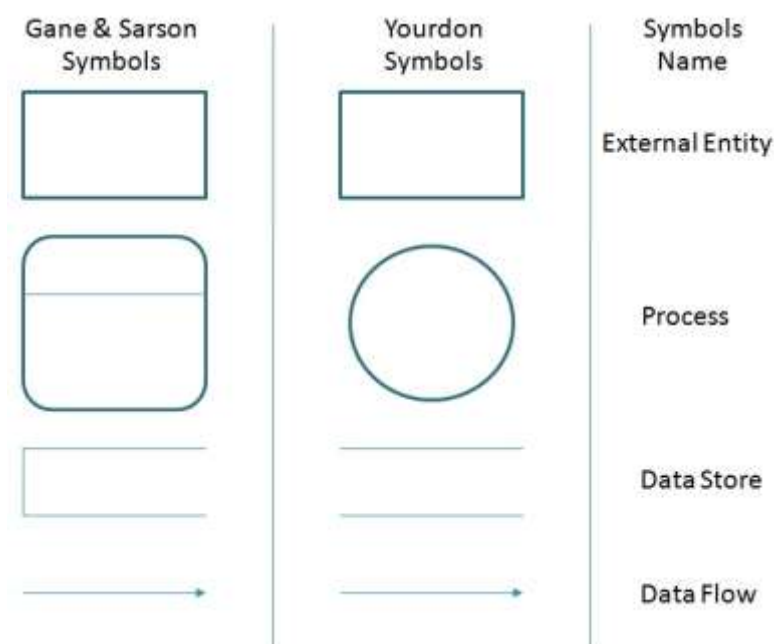 Gane & Sarson
Symbols
Yourdon
Symbols
Symbols
Name
External Entity
Process
Data Store
Data Flow